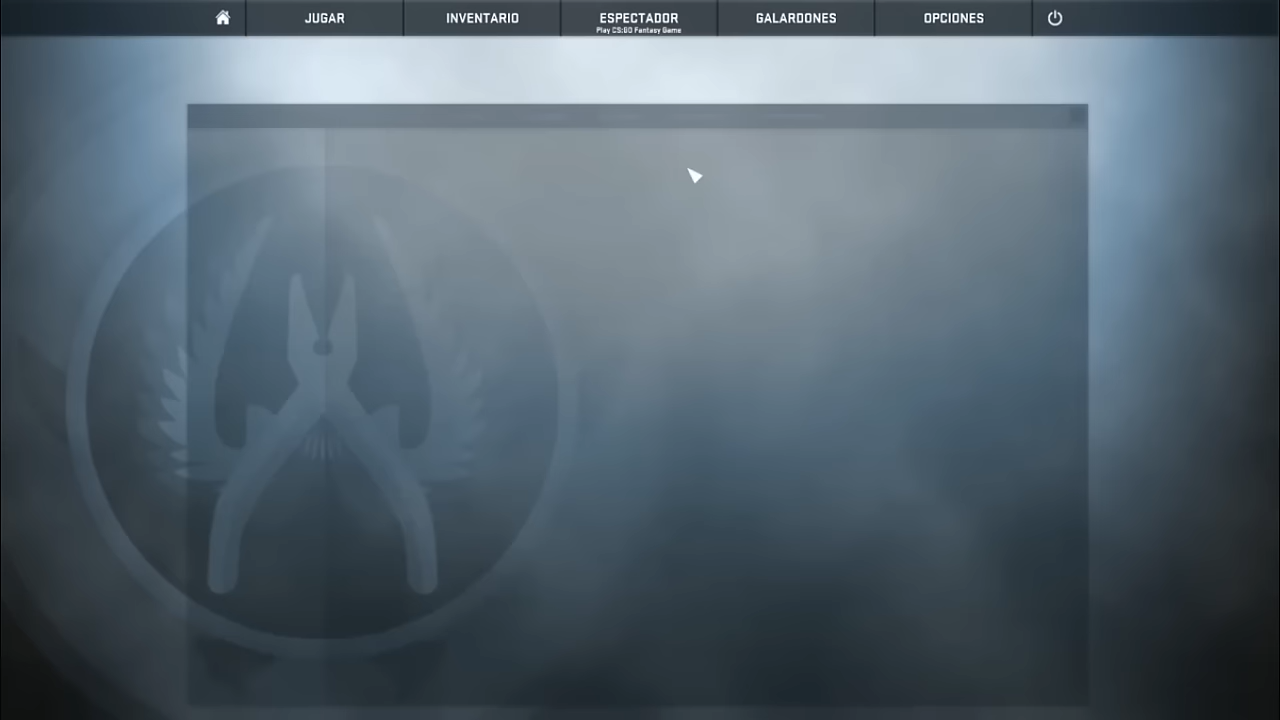 JUGAR
INVENTARIO
ESPECTADOR
Play CS:GO Fantasy Game
GALARDONES
OPCIONES